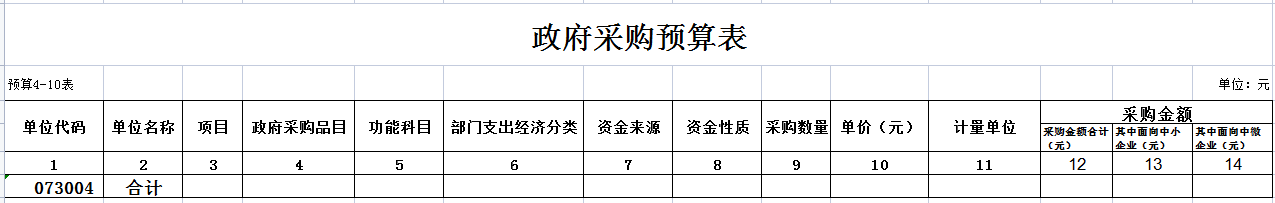 政府采购预算表
预算4-10表 单位：元
单位代码 单位名称 项目 政府采购品目 功能科目 部门支出经济分类 资金来源 资金性质 采购数量 单价（元） 计量单位 采购金额
采购金额合计（元） 其中面向中小企业（元） 其中面向中微企业（元）
1 2 3 4 5 6 7 8 9 10 11 12 13 14
073004 合计